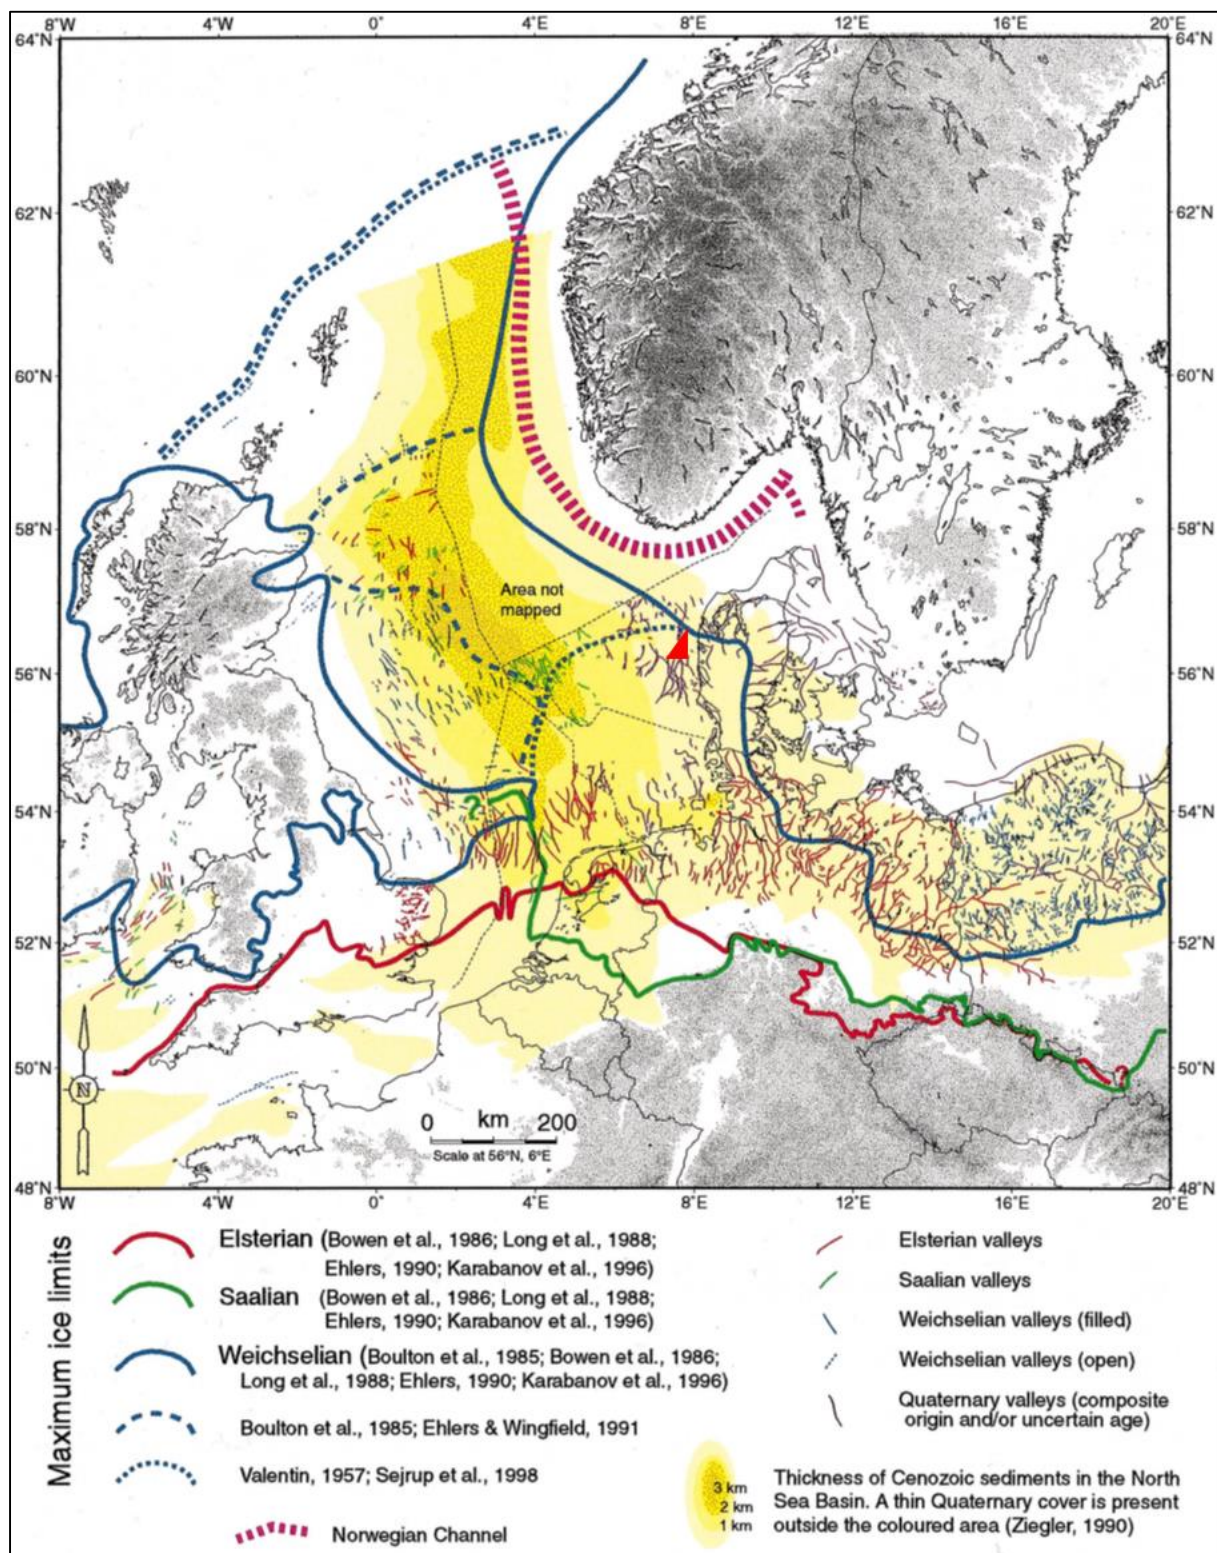 8°W 4°W 0° 4°E 8°E 12°E 16°E 20°E
64°N 64°N
62°N 62°N
60°N 60°N
58°N 58°N
Area not
mapped
56°N 56°N
54°N ? 54°N
52°N 52°N
50°N ? 50°N
N
0 km 200
Scale at 56°N, 6°E
48°N 48°N
8°W 4°W 0° 4°E 8°E 12°E 16°E 20°E
Maximum ice limits
Elsterian (Bowen et al., 1986; Long et al., 1988;
Ehlers, 1990; Karabanov et al., 1996)
Saalian (Bowen et al., 1986; Long et al., 1988;
Ehlers, 1990; Karabanov et al., 1996)
Weichselian (Boulton et al., 1985; Bowen et al., 1986;
Long et al., 1988; Ehlers, 1990; Karabanov et al., 1996)
Boulton et al., 1985; Ehlers & Wingfield, 1991
Valentin, 1957; Sejrup et al., 1998
Norwegian Channel
Elsterian valleys
Saalian valleys
Weichselian valleys (filled)
Weichselian valleys (open)
Quaternary valleys (composite
origin and/or uncertain age)
3 km
2 km
1 km
Thickness of Cenozoic sediments in the North
Sea Basin. A thin Quaternary cover is present
outside the coloured area (Ziegler, 1990)